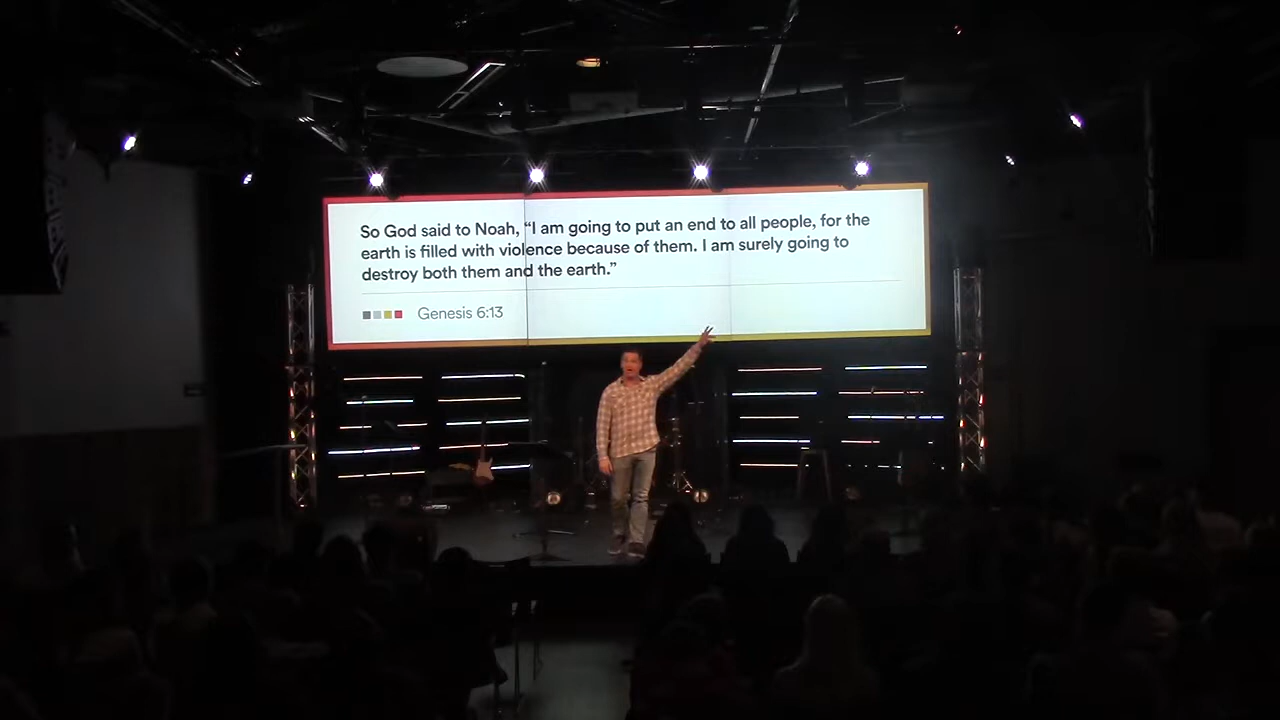 So God said to Noah, “I am going to put an end to all people, for the
earth is filled with violence because of them. I am surely going to
destroy both them and the earth.”
Genesis 6:13